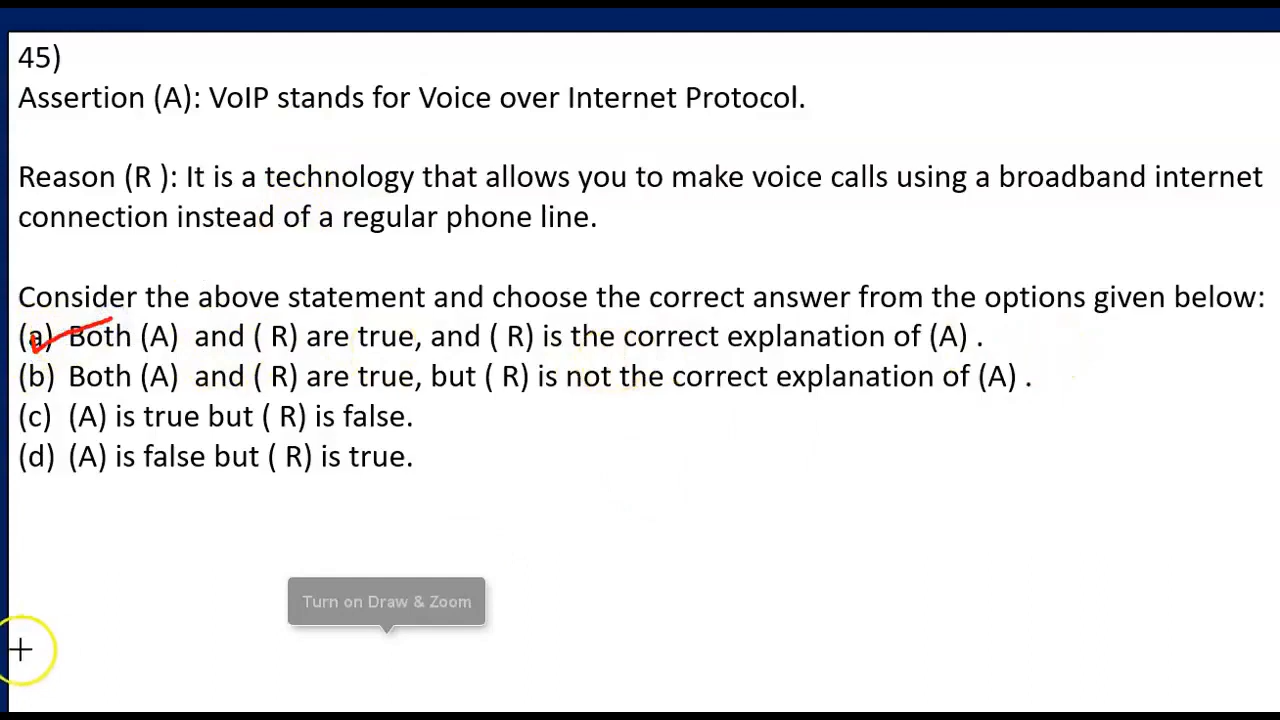 45)
Assertion (A): VoIP stands for Voice over Internet Protocol.
Reason (R ): It is a technology that allows you to make voice calls using a broadband internet
connection instead of a regular phone line.
Consider the above statement and choose the correct answer from the options given below:
(a) Both (A) and ( R) are true, and ( R) is the correct explanation of (A) .
(b) Both (A) and ( R) are true, but ( R) is not the correct explanation of (A) .
(c) (A) is true but ( R) is false.
(d) (A) is false but ( R) is true.
Turn on Draw & Zoom